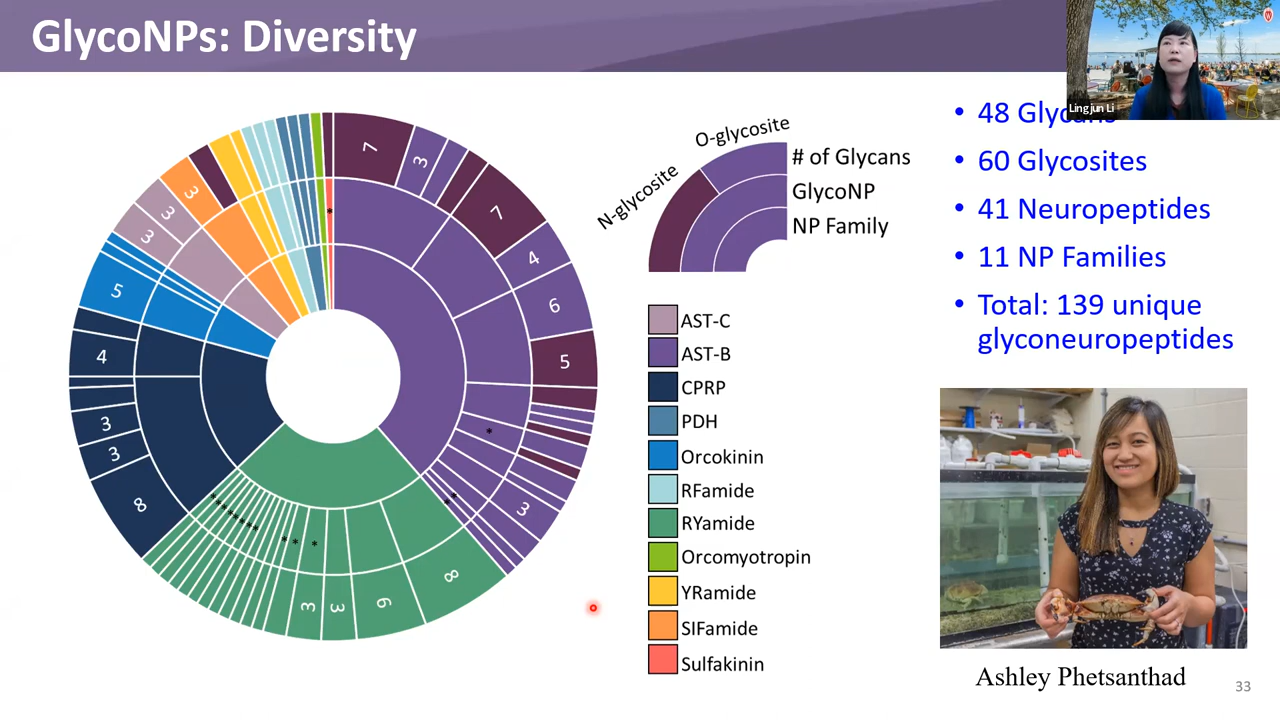 GlycoNPs: Diversity
Lingjun Li
7
3
7
4
6
5
3
8
6
3
3
8
3
3
4
5
3
3
3
*
*
*
*
*
*
*
*
O-glycosite
N-glycosite
# of Glycans
GlycoNP
NP Family
AST-C
AST-B
CPRP
PDH
Orcokinin
RFamide
RYamide
Orcomyotropin
YRamide
SIFamide
Sulfakinin
• 48 Glycans
• 60 Glycosites
• 41 Neuropeptides
• 11 NP Families
• Total: 139 unique
glyconeuropeptides
Ashley Phetsanthad
33